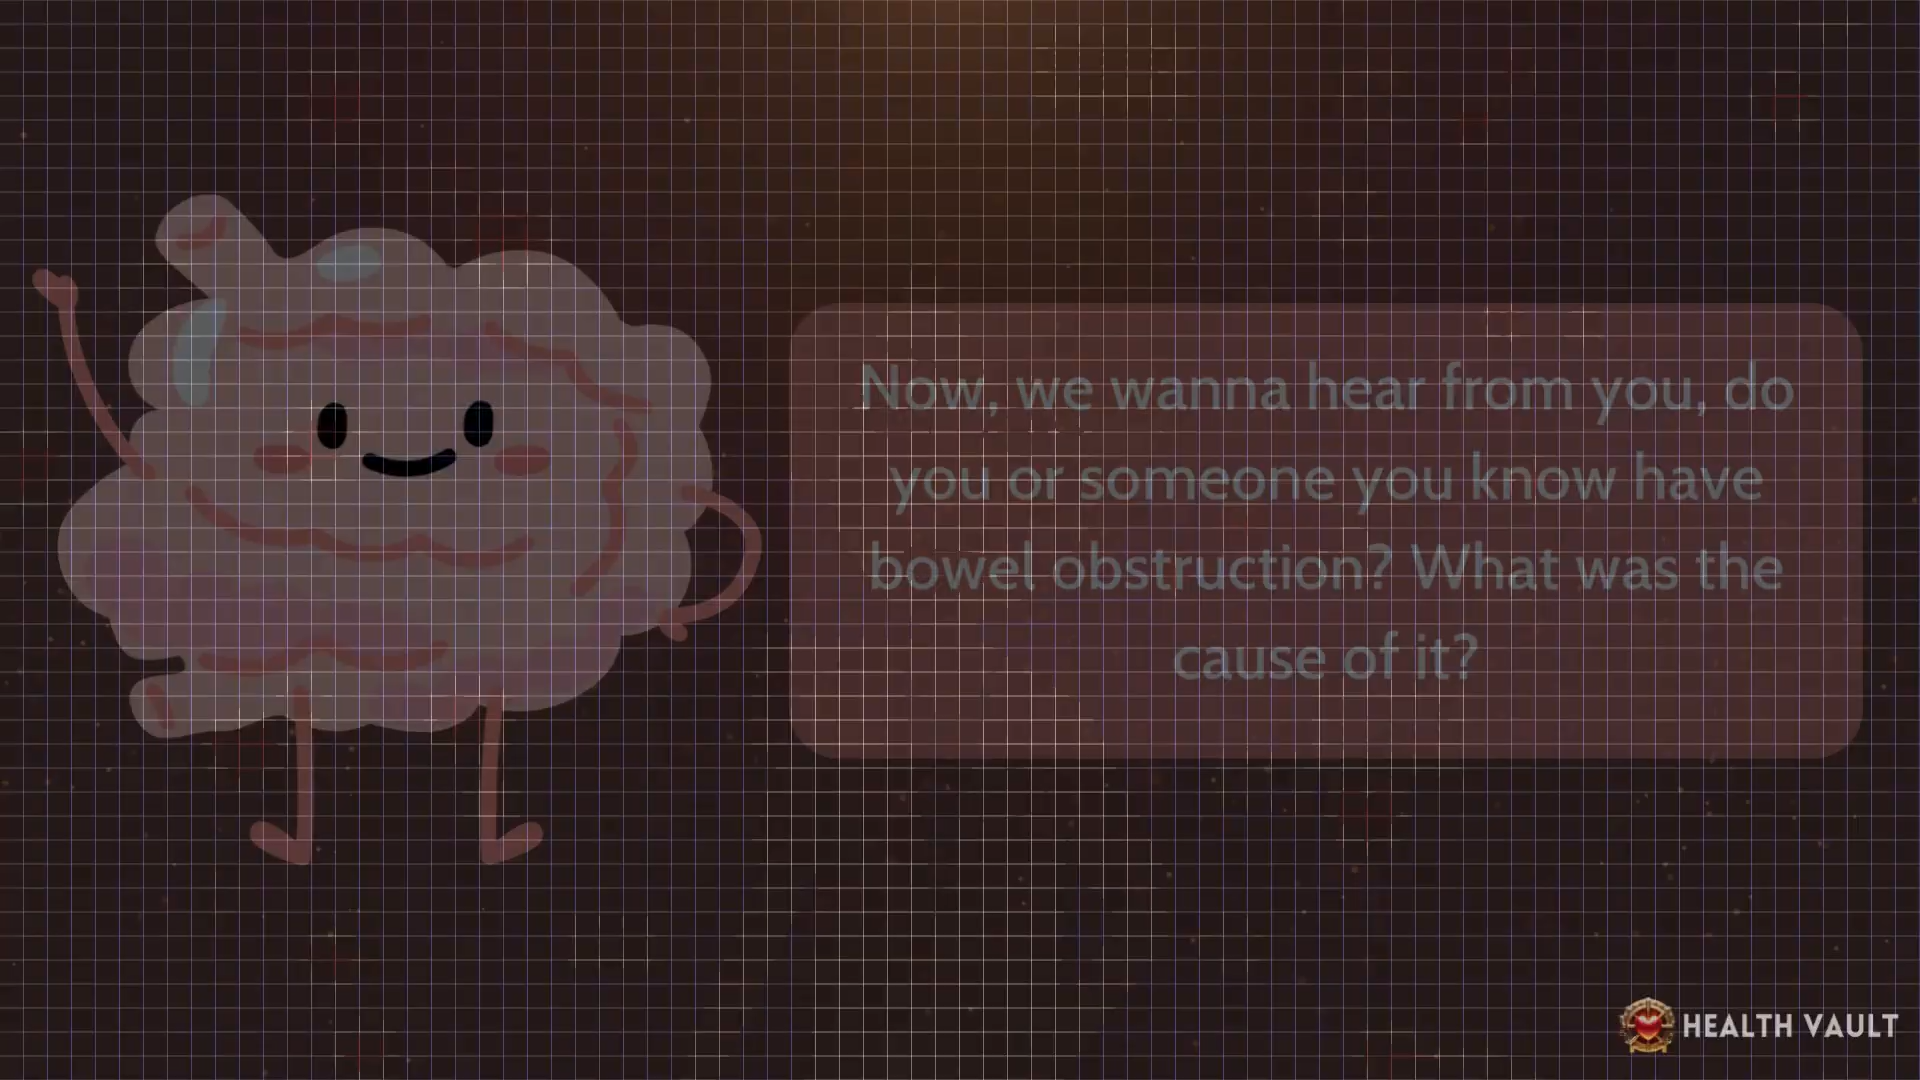 Now, we wanna hear from you, do
you or someone you know have
bowel obstruction? What was the
cause of it?
HEALTH VAULT